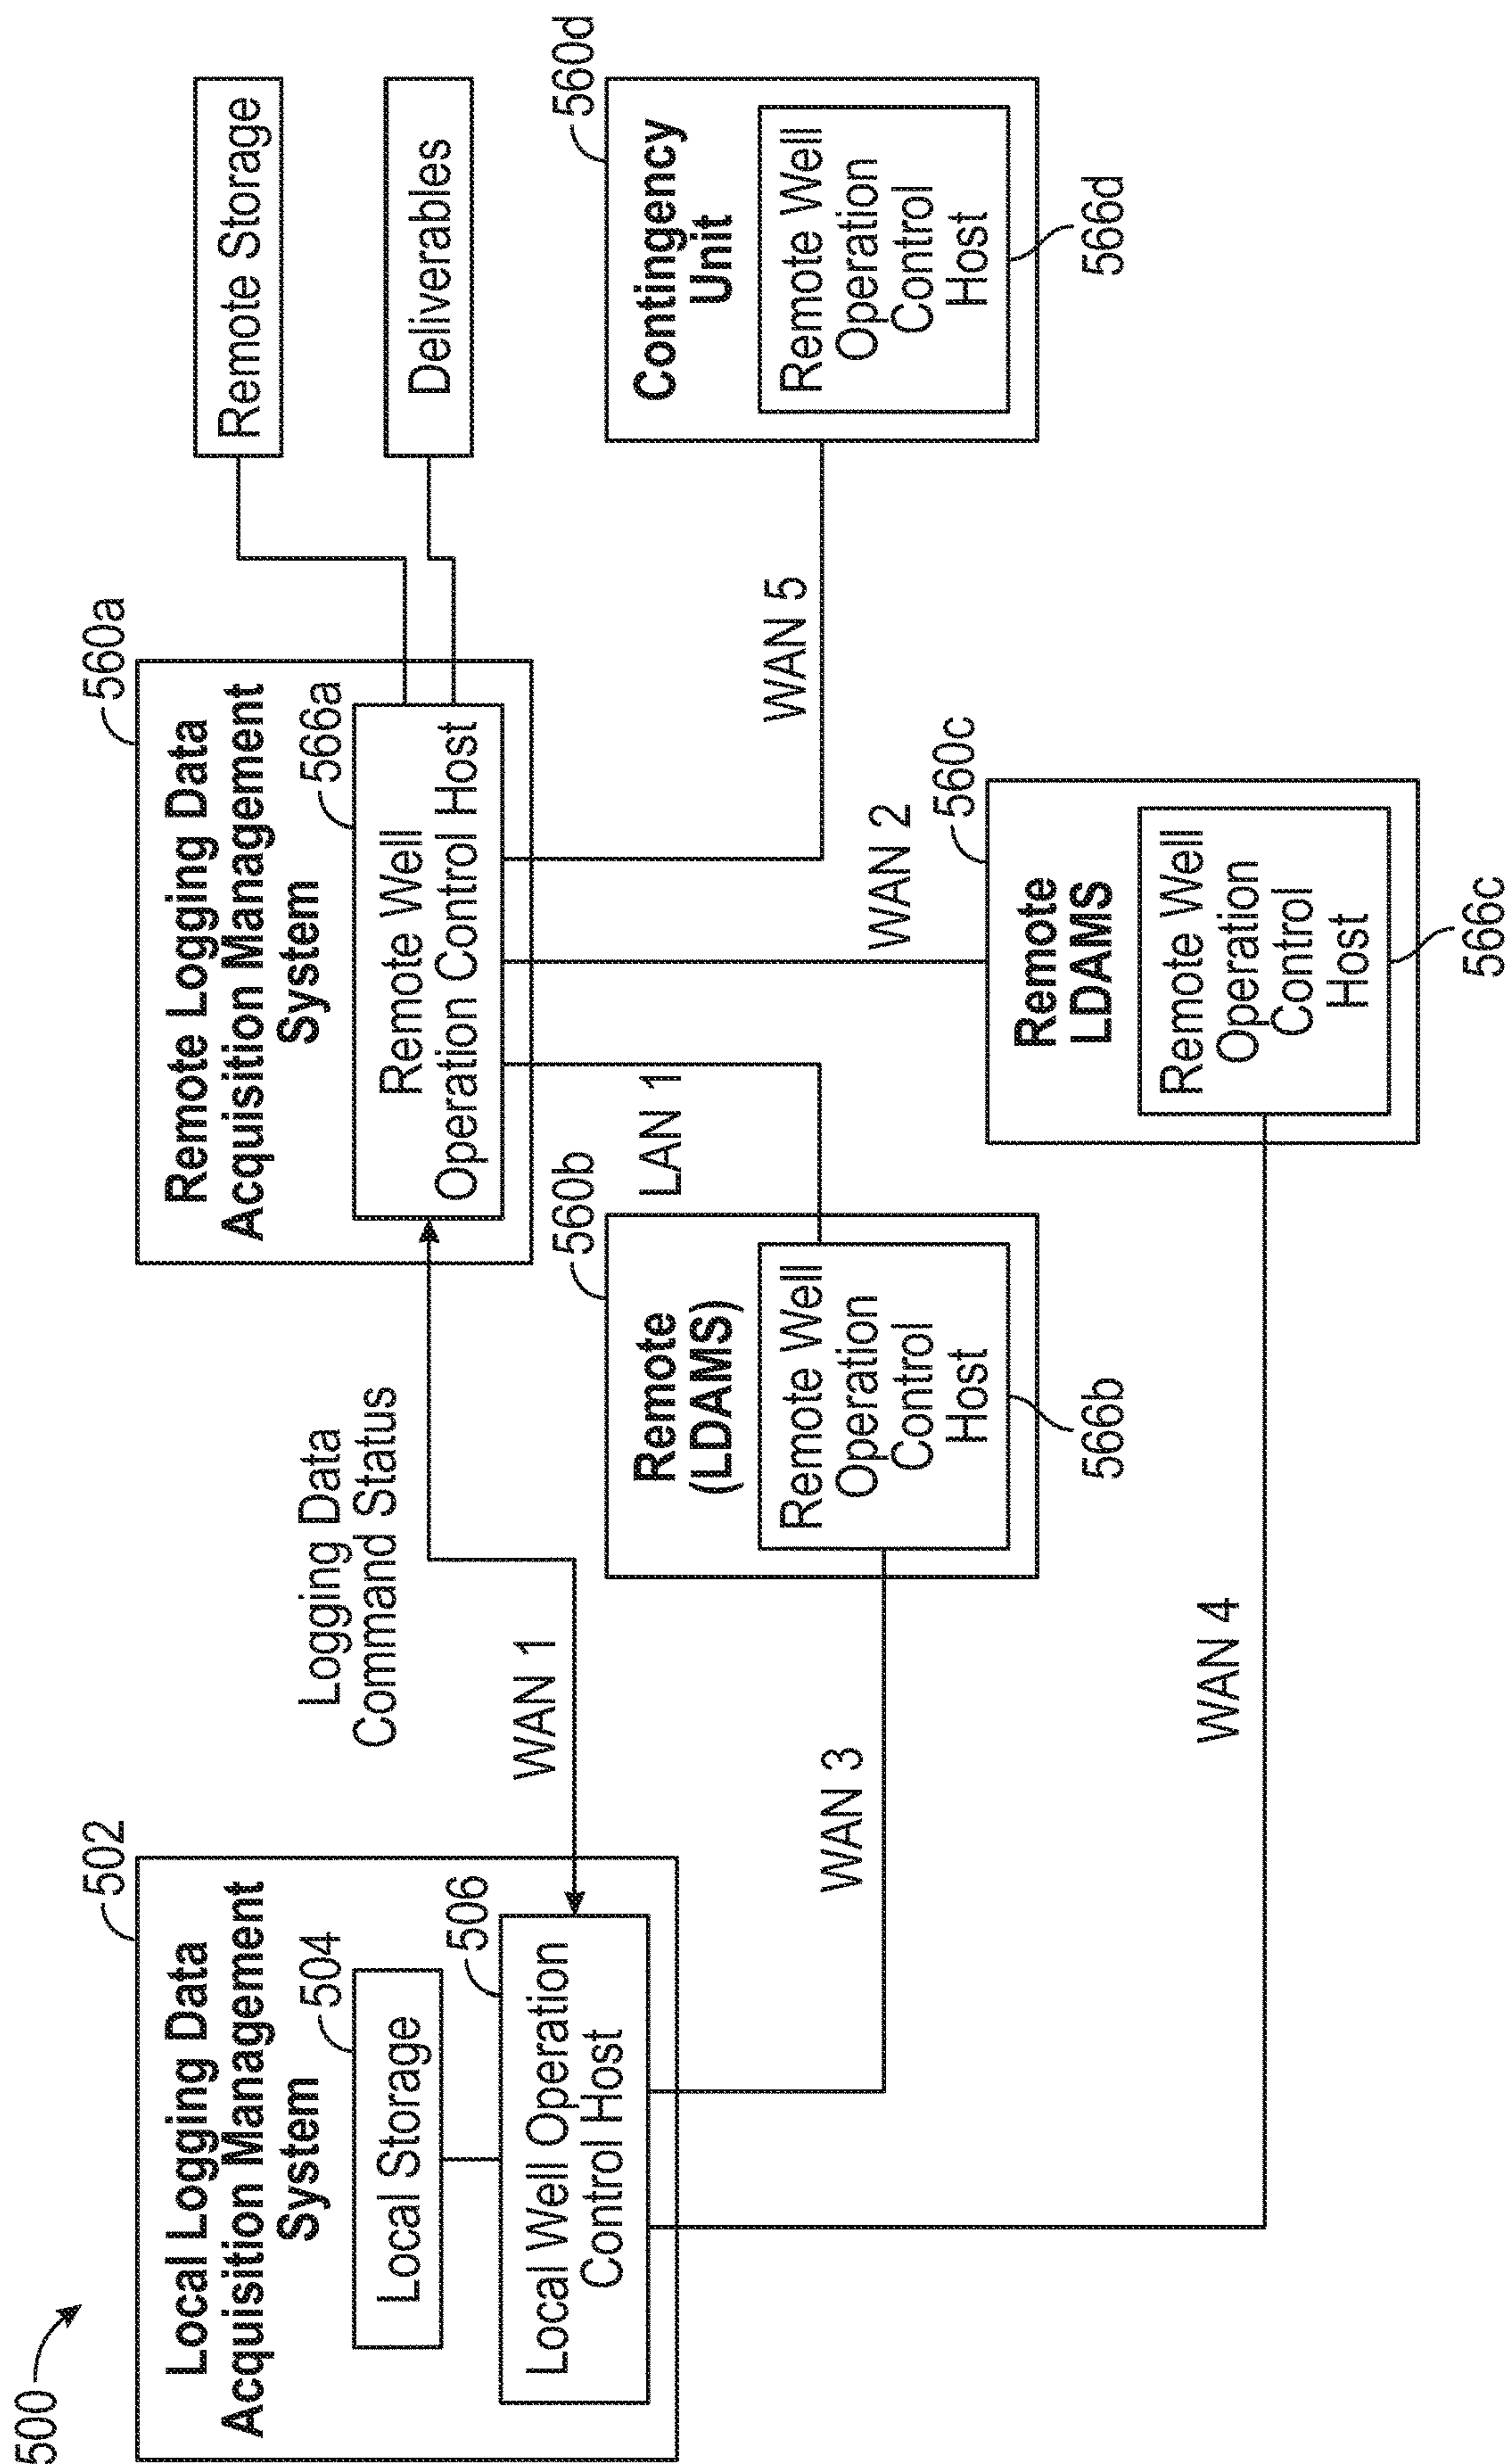 500
502
Local Logging Data
Acquisition Management
System
504
Local Storage
506
Local Well Operation
Control Host
Logging Data
Command Status
WAN 1
WAN 3
WAN 4
560a
Remote Logging Data
Acquisition Management
System
566a
Remote Well
Operation Control Host
Remote Storage
Deliverables
LAN 1
WAN 2
WAN 5
560b
Remote
(LDAMS)
Remote Well
Operation
Control
Host
566b
560c
Remote
LDAMS
Remote Well
Operation
Control
Host
566c
560d
Contingency
Unit
Remote Well
Operation
Control
Host
566d